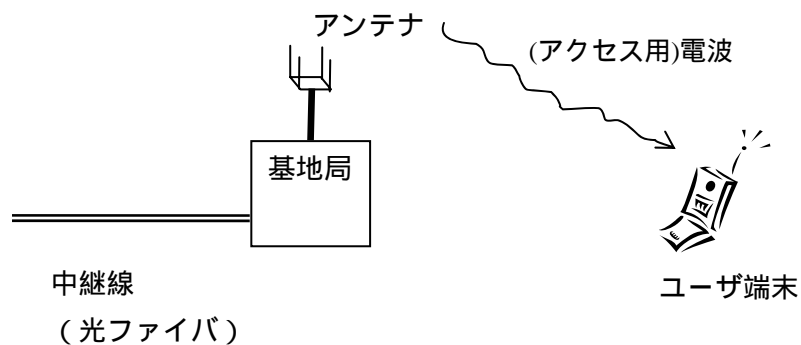 アンテナ
(アクセス用)電波
基地局
中継線
(光ファイバ)
ユーザ端末